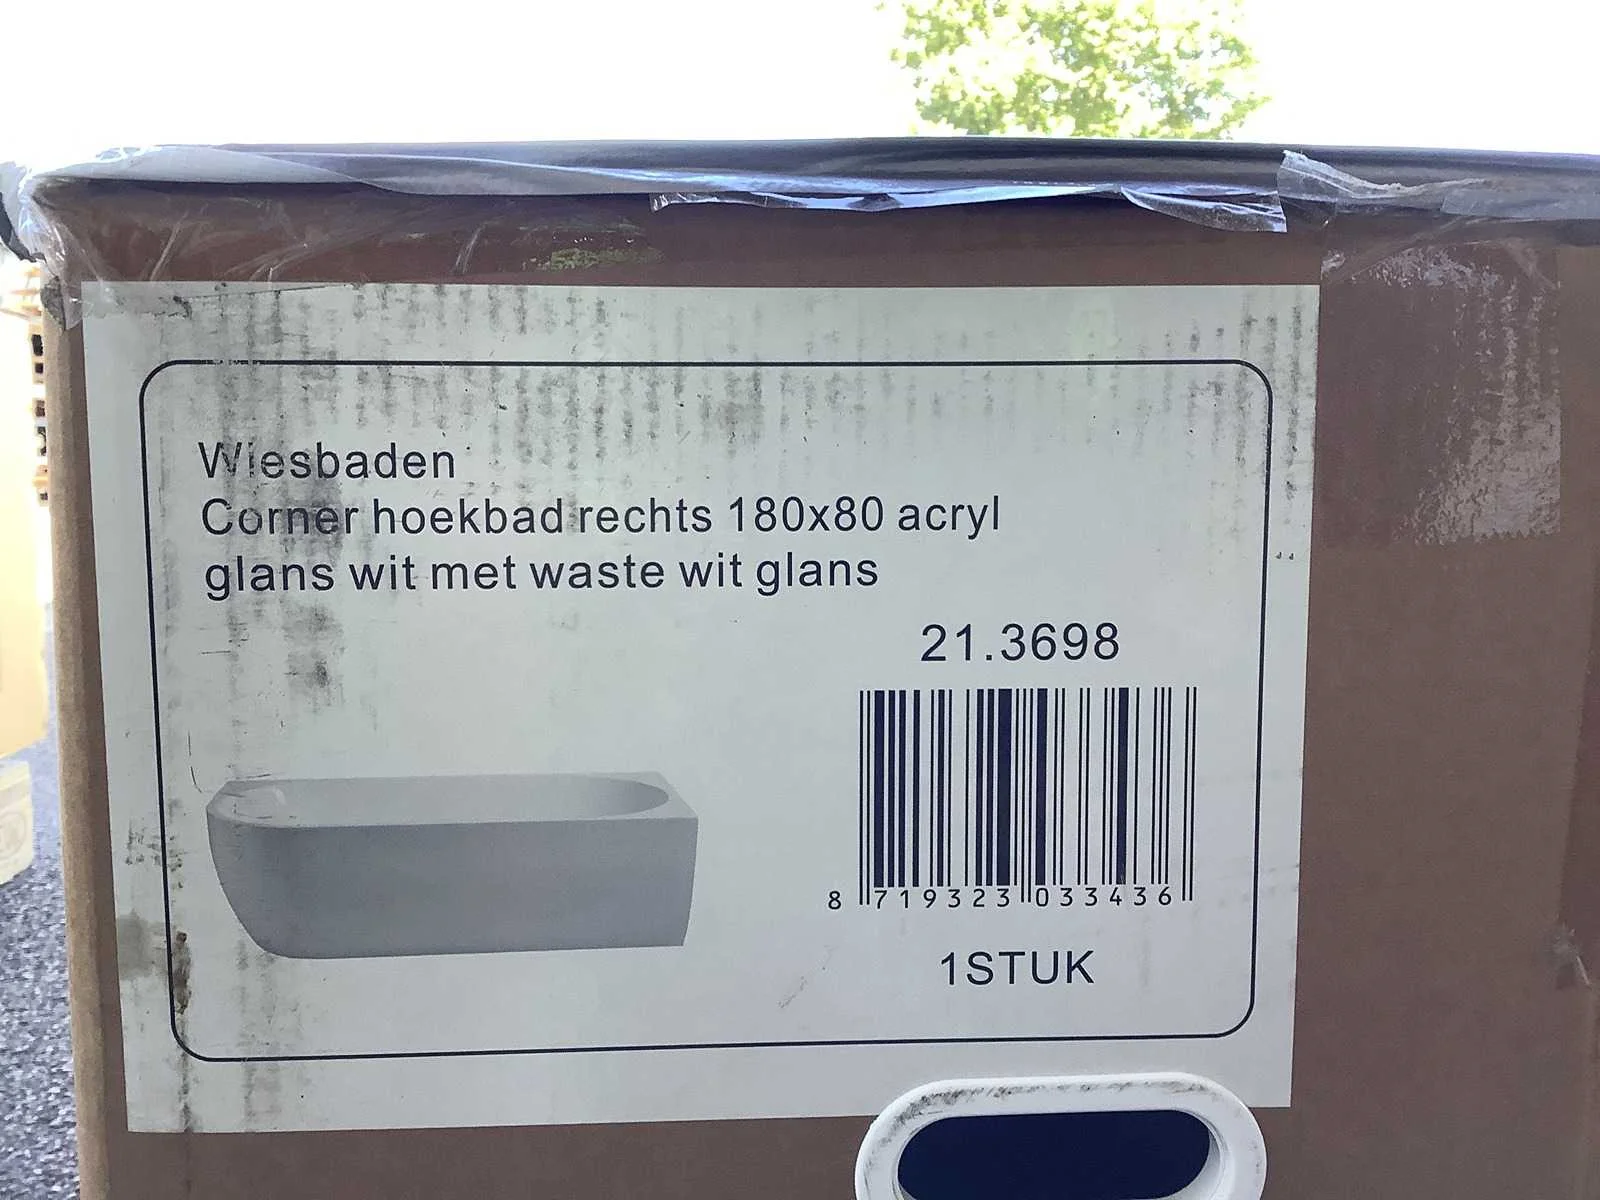 Wiesbaden
Corner hoekbad rechts 180x80 acryl
glans wit met waste wit glans
21.3698
8 719323 033436
1STUK